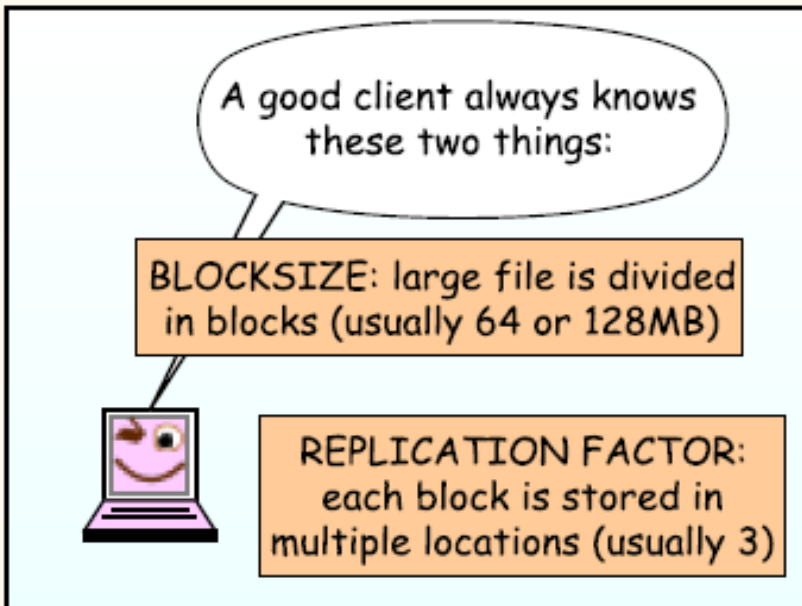 A good client always knows
these two things:
BLOCKSIZE: large file is divided
in blocks (usually 64 or 128MB)
REPLICATION FACTOR:
each block is stored in
multiple locations (usually 3)